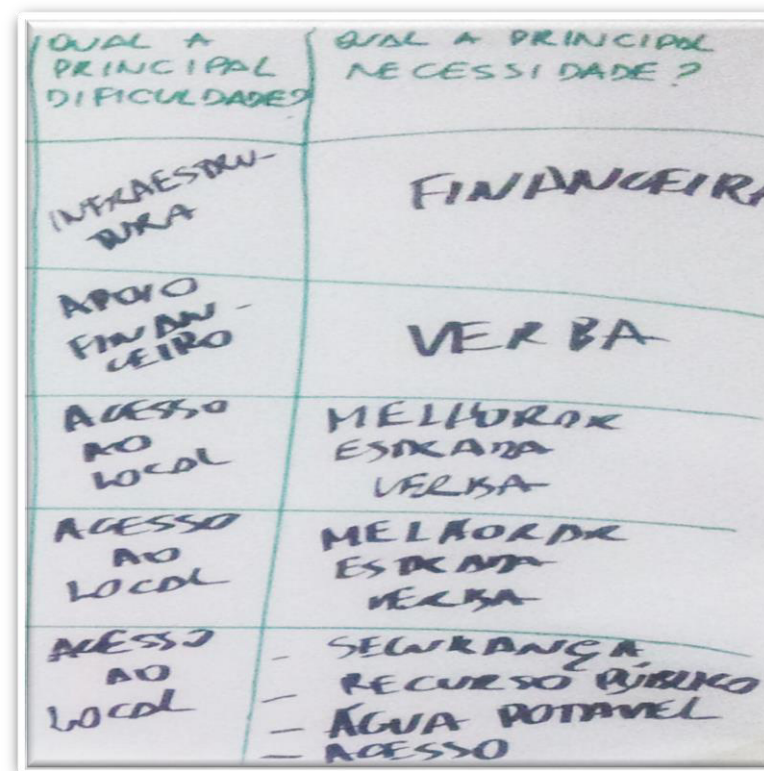 QUAL A
PRINCIPAL
DIFICULDADE?
QUAL A PRINCIPAL
NECESSIDADE?
INFRAESTRU-
TURA
FINANCEIRA
APOIO
FINAN-
CEIRO
VERBA
ACESSO
AO
LOCAL
MELHORAR
ESTRADA
VERBA
ACESSO
AO
LOCAL
MELHORAR
ESTRADA
VERBA
ACESSO
AO
LOCAL
- SEGURANÇA
- RECURSO PÚBLICO
- ÁGUA POTAVEL
- ACESSO